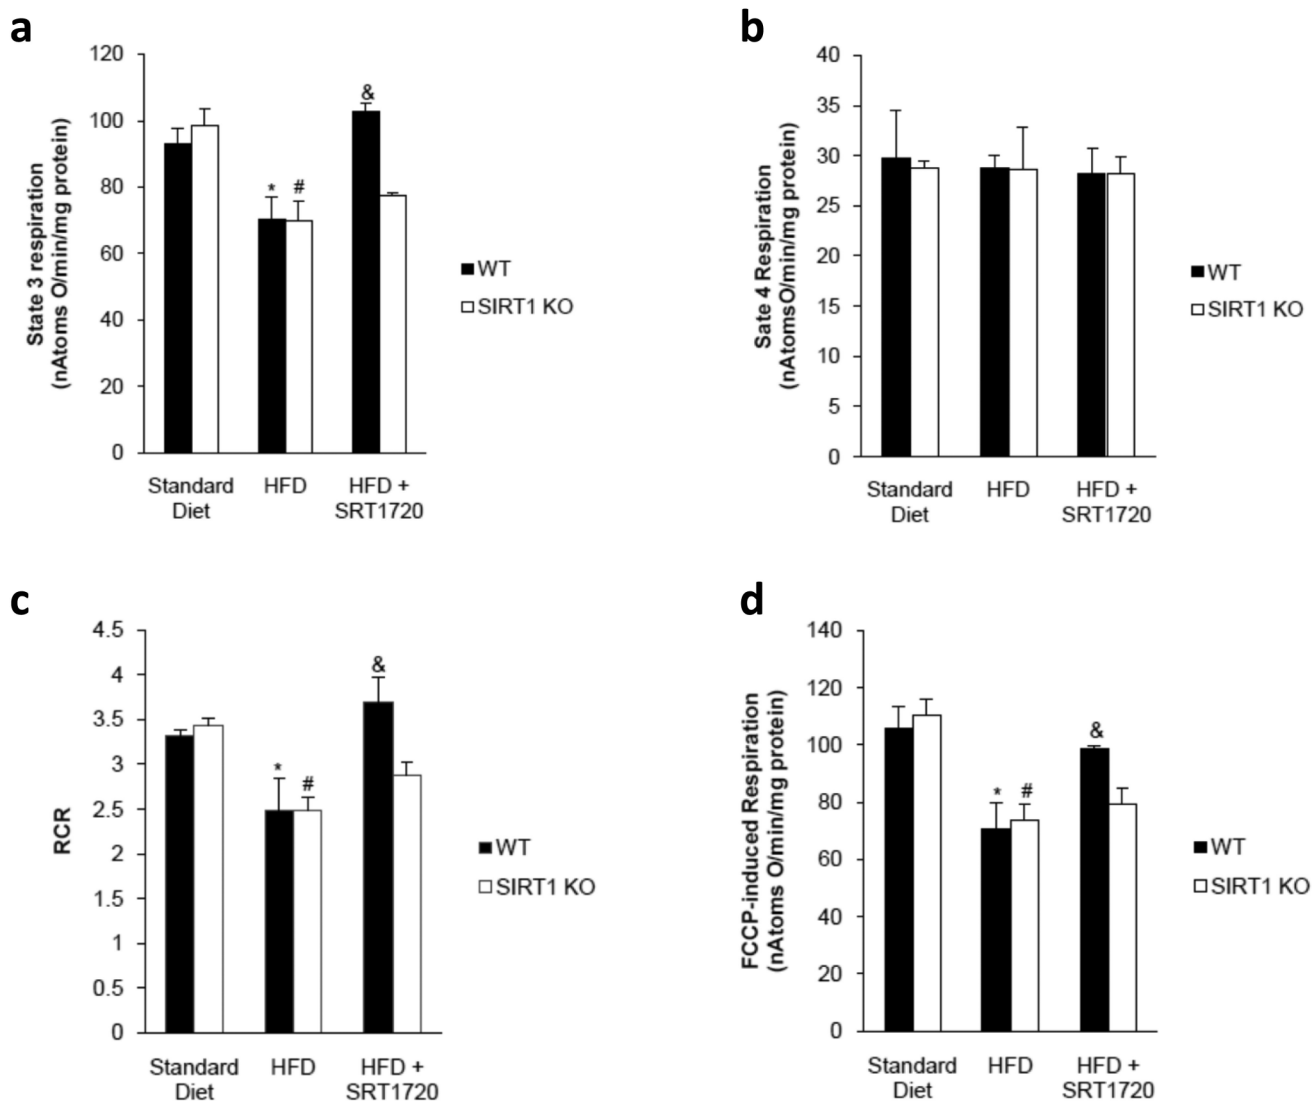 a
State 3 respiration
(nAtoms O/min/mg protein)
120
100
80
60
40
20
0
*
#
&
Standard
Diet
HFD
HFD +
SRT1720
WT
SIRT1 KO
b
Sate 4 Respiration
(nAtomsO/min/mg protein)
40
35
30
25
20
15
10
5
0
Standard
Diet
HFD
HFD +
SRT1720
WT
SIRT1 KO
c
RCR
4.5
4
3.5
3
2.5
2
1.5
1
0.5
0
*
#
&
Standard
Diet
HFD
HFD +
SRT1720
WT
SIRT1 KO
d
FCCP-induced Respiration
(nAtoms O/min/mg protein)
140
120
100
80
60
40
20
0
*
#
&
Standard
Diet
HFD
HFD +
SRT1720
WT
SIRT1 KO